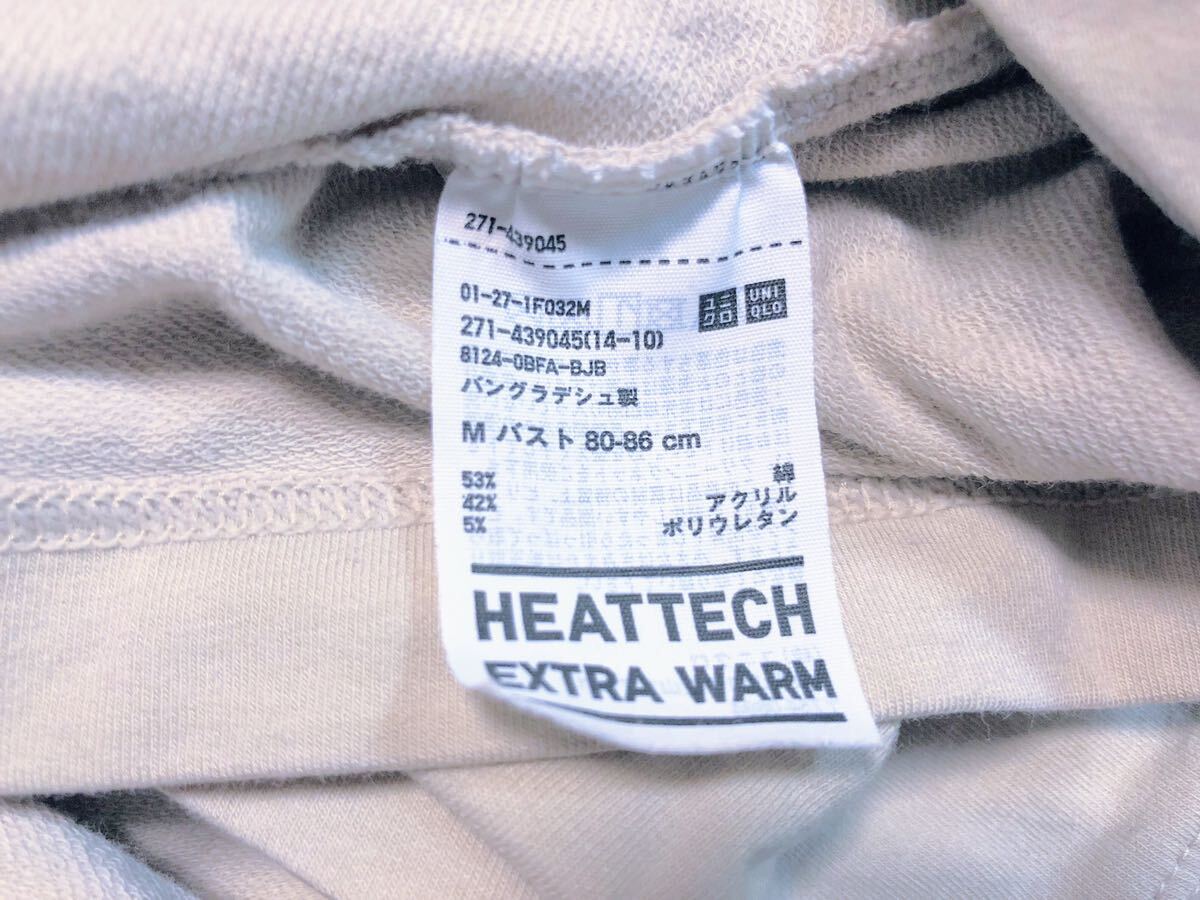 271-439045
01-27-1F032M
ユニクロ UNIQLO
271-439045(14-10)
8124-0BFA-BJB
バングラデシュ製
M バスト 80-86 cm
53% 綿
42% アクリル
5% ポリウレタン
HEATTECH
EXTRA WARM